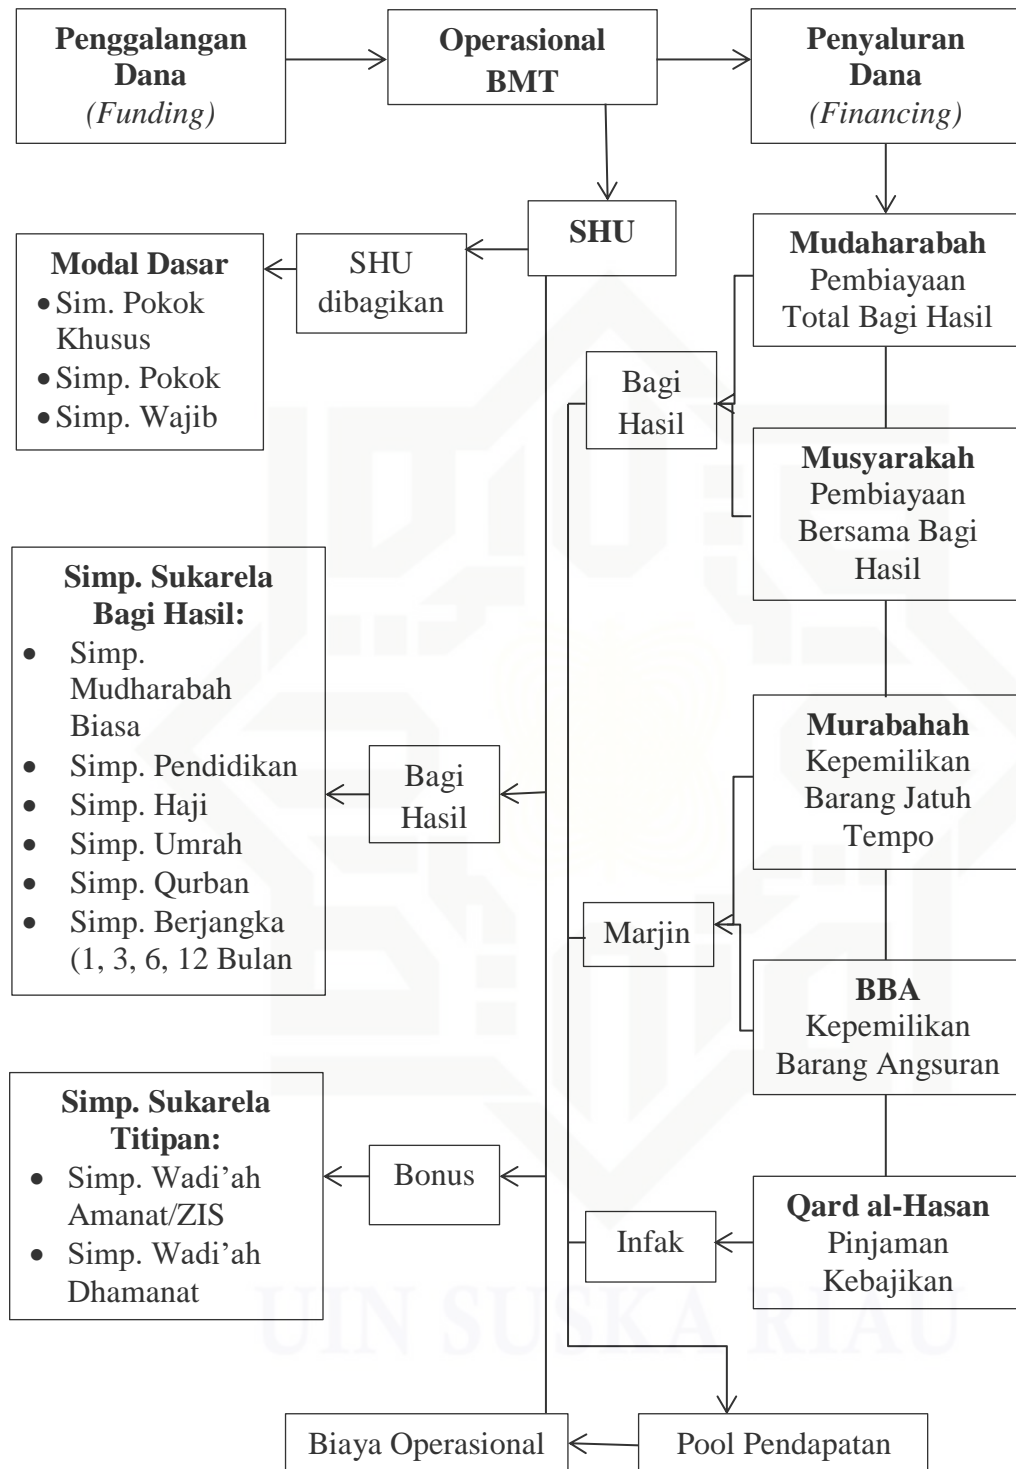 Penggalangan
Dana
(Funding)
Operasional
BMT
Penyaluran
Dana
(Financing)
SHU
SHU
dibagikan
Modal Dasar
• Sim. Pokok
Khusus
• Simp. Pokok
• Simp. Wajib
Mudaharabah
Pembiayaan
Total Bagi Hasil
Bagi
Hasil
Musyarakah
Pembiayaan
Bersama Bagi
Hasil
Simp. Sukarela
Bagi Hasil:
• Simp.
Mudharabah
Biasa
• Simp. Pendidikan
• Simp. Haji
• Simp. Umrah
• Simp. Qurban
• Simp. Berjangka
(1, 3, 6, 12 Bulan
Bagi
Hasil
Murabahah
Kepemilikan
Barang Jatuh
Tempo
Marjin
BBA
Kepemilikan
Barang Angsuran
Simp. Sukarela
Titipan:
• Simp. Wadi’ah
Amanat/ZIS
• Simp. Wadi’ah
Dhamanat
Bonus
Infak
Qard al-Hasan
Pinjaman
Kebajikan
UIN SUSKA RIAU
Biaya Operasional
Pool Pendapatan